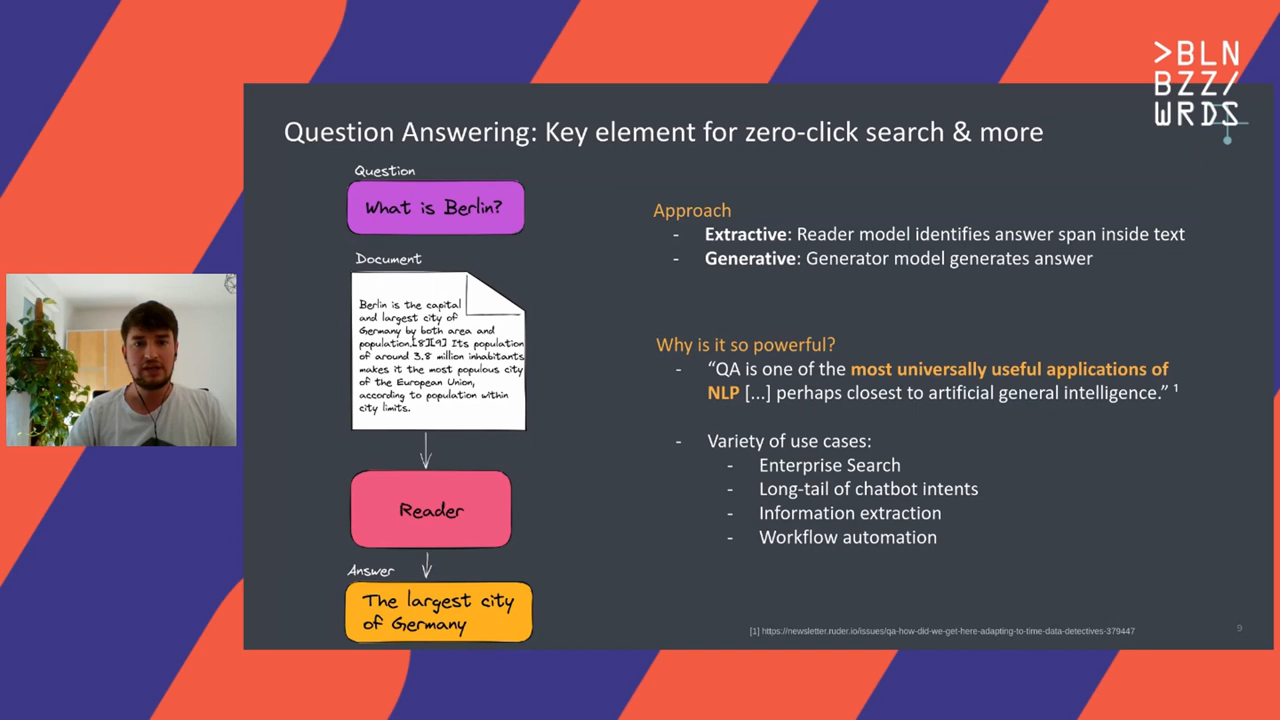 >BLN
BZZ/
WRDS
Question Answering: Key element for zero-click search & more
Question
What is Berlin?
Document
Berlin is the capital
and largest city of
Germany by both area and
population.[8][9] Its population
of around 3.8 million inhabitants
makes it the most populous city
of the European Union,
according to population within
city limits.
Reader
Answer
The largest city
of Germany
Approach
- Extractive: Reader model identifies answer span inside text
- Generative: Generator model generates answer
Why is it so powerful?
- “QA is one of the most universally useful applications of
NLP [...] perhaps closest to artificial general intelligence.” ¹
- Variety of use cases:
- Enterprise Search
- Long-tail of chatbot intents
- Information extraction
- Workflow automation
[1] https://newsletter.ruder.io/issues/qa-how-did-we-get-here-adapting-to-time-data-detectives-379447
9